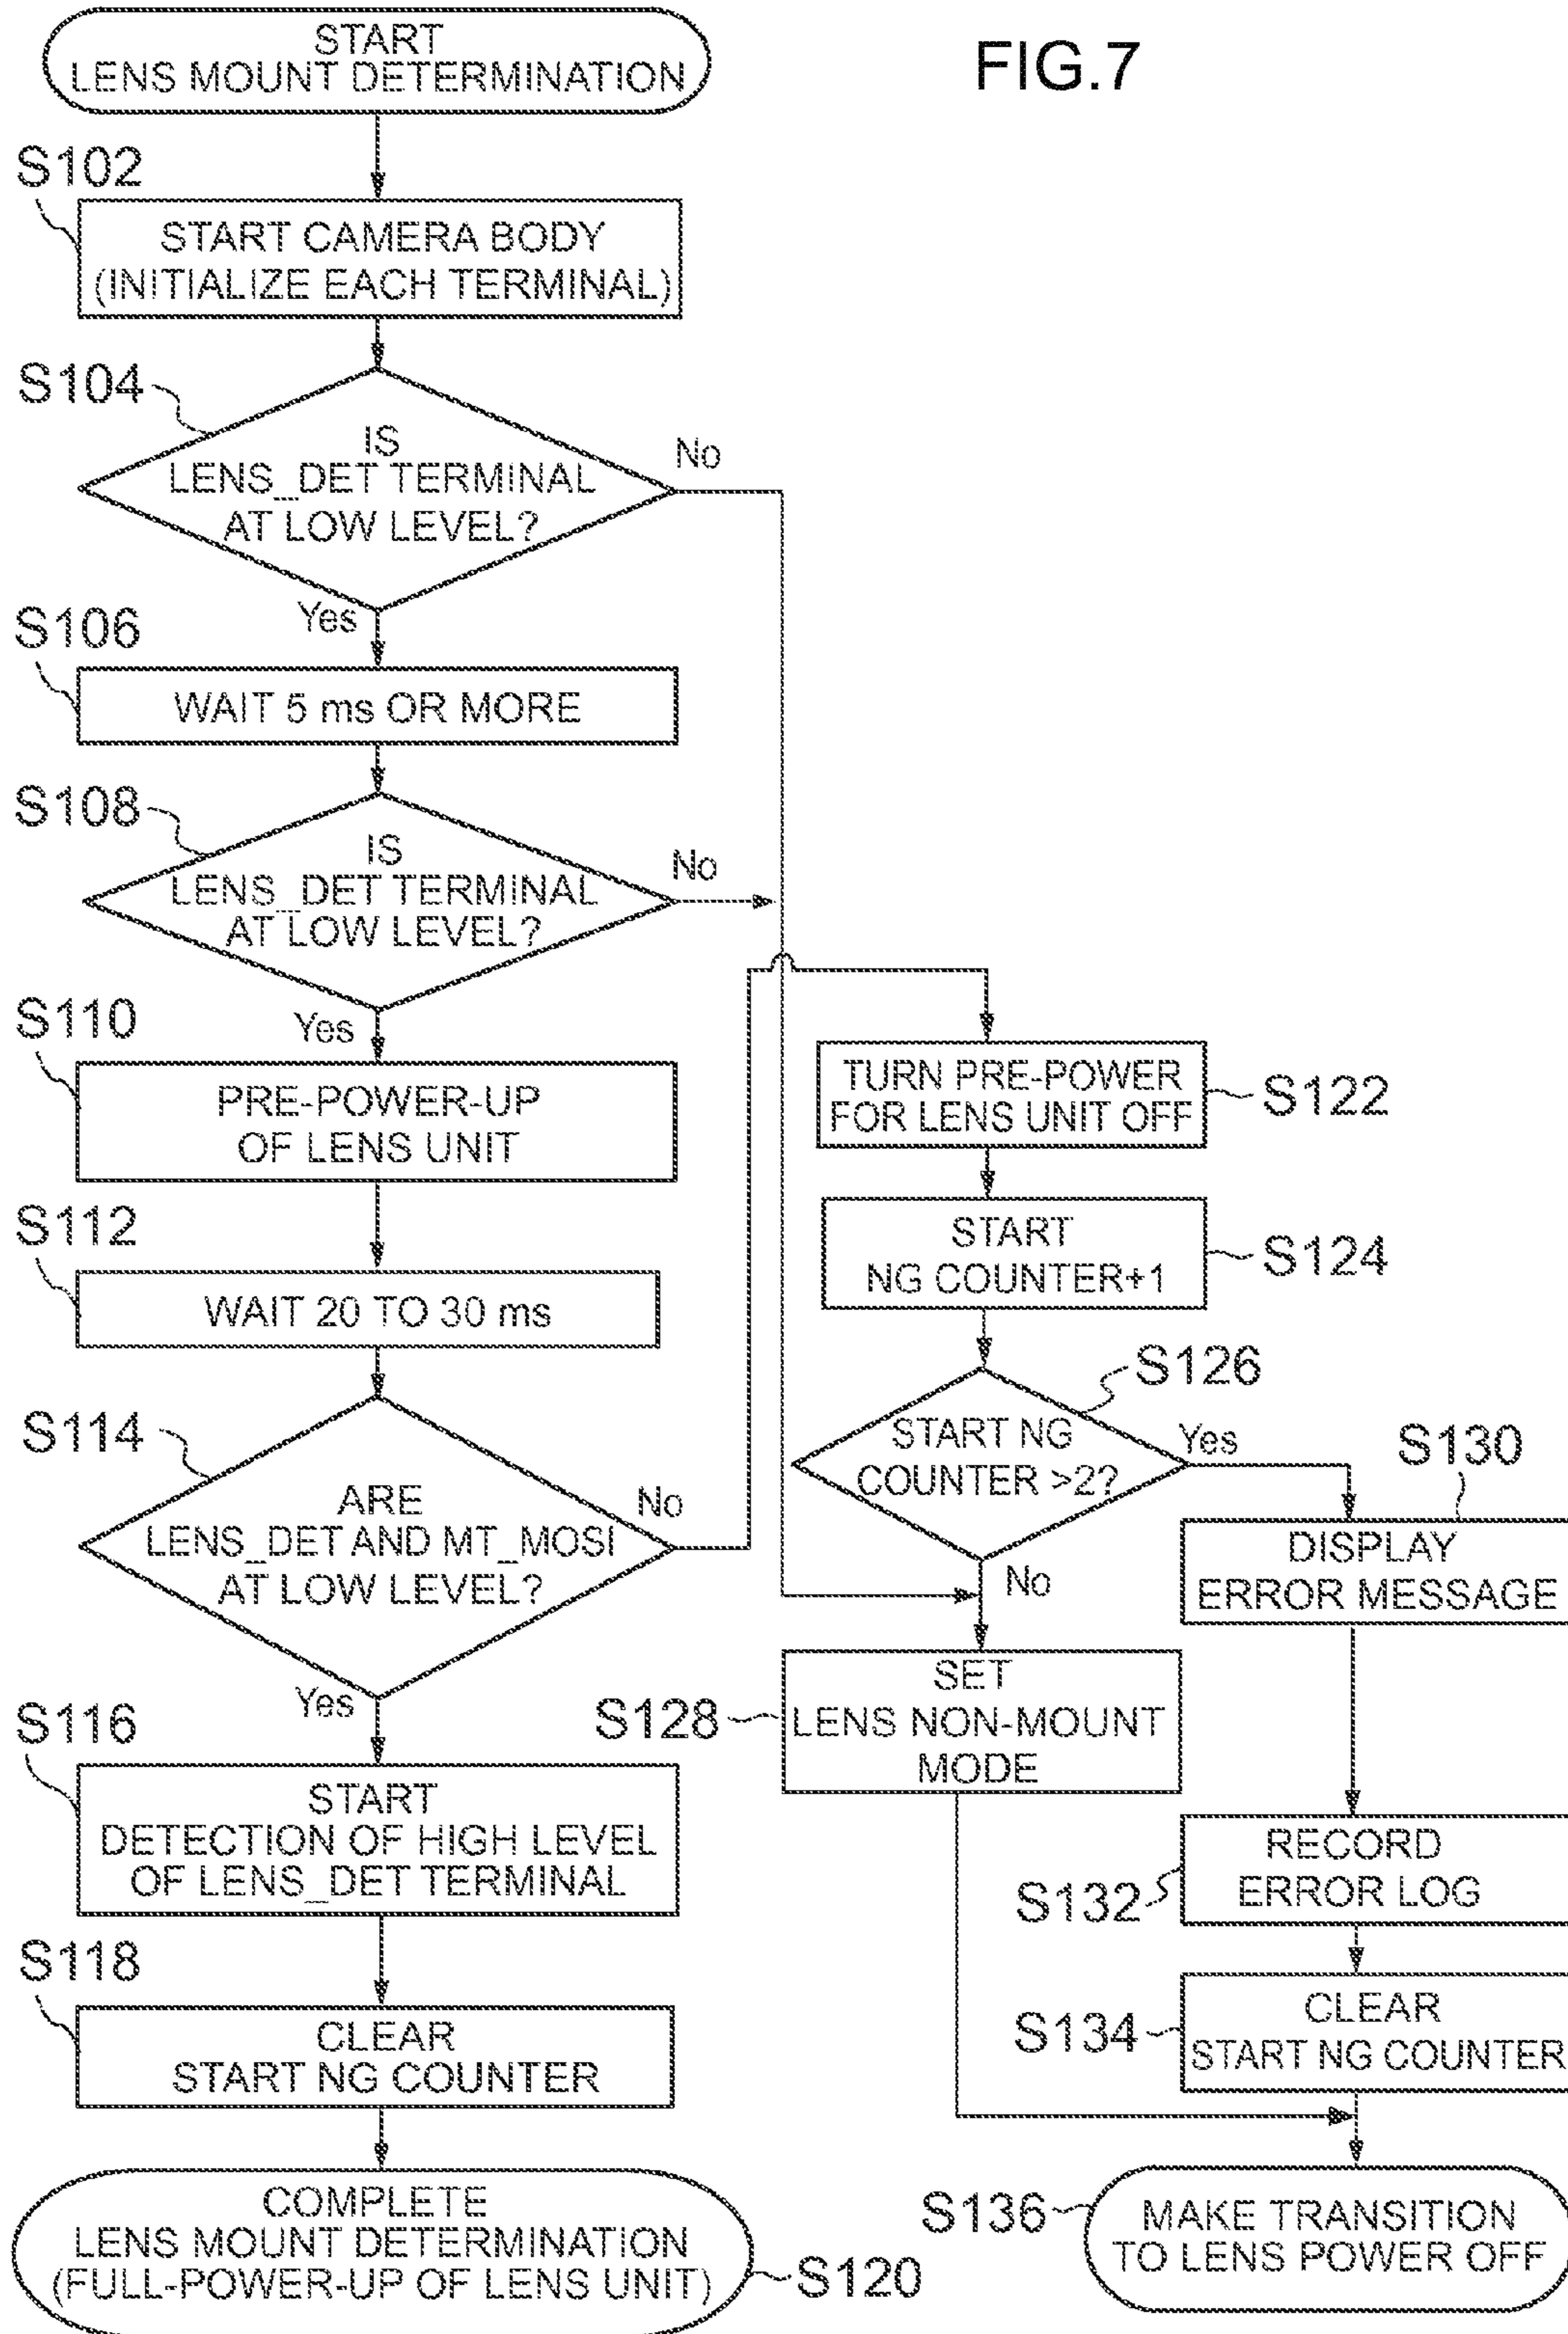 FIG.7
START
LENS MOUNT DETERMINATION
S102
START CAMERA BODY
(INITIALIZE EACH TERMINAL)
S104
IS
LENS_DET TERMINAL
AT LOW LEVEL?
No
Yes
S106
WAIT 5 ms OR MORE
S108
IS
LENS_DET TERMINAL
AT LOW LEVEL?
No
Yes
S110
PRE-POWER-UP
OF LENS UNIT
S112
WAIT 20 TO 30 ms
S114
ARE
LENS_DET AND MT_MOSI
AT LOW LEVEL?
No
Yes
S116
START
DETECTION OF HIGH LEVEL
OF LENS_DET TERMINAL
S118
CLEAR
START NG COUNTER
COMPLETE
LENS MOUNT DETERMINATION
(FULL-POWER-UP OF LENS UNIT)
S120
TURN PRE-POWER
FOR LENS UNIT OFF
S122
START
NG COUNTER+1
S124
S126
START NG
COUNTER >2?
Yes
No
S128
SET
LENS NON-MOUNT
MODE
S130
DISPLAY
ERROR MESSAGE
S132
RECORD
ERROR LOG
S134
CLEAR
START NG COUNTER
S136
MAKE TRANSITION
TO LENS POWER OFF